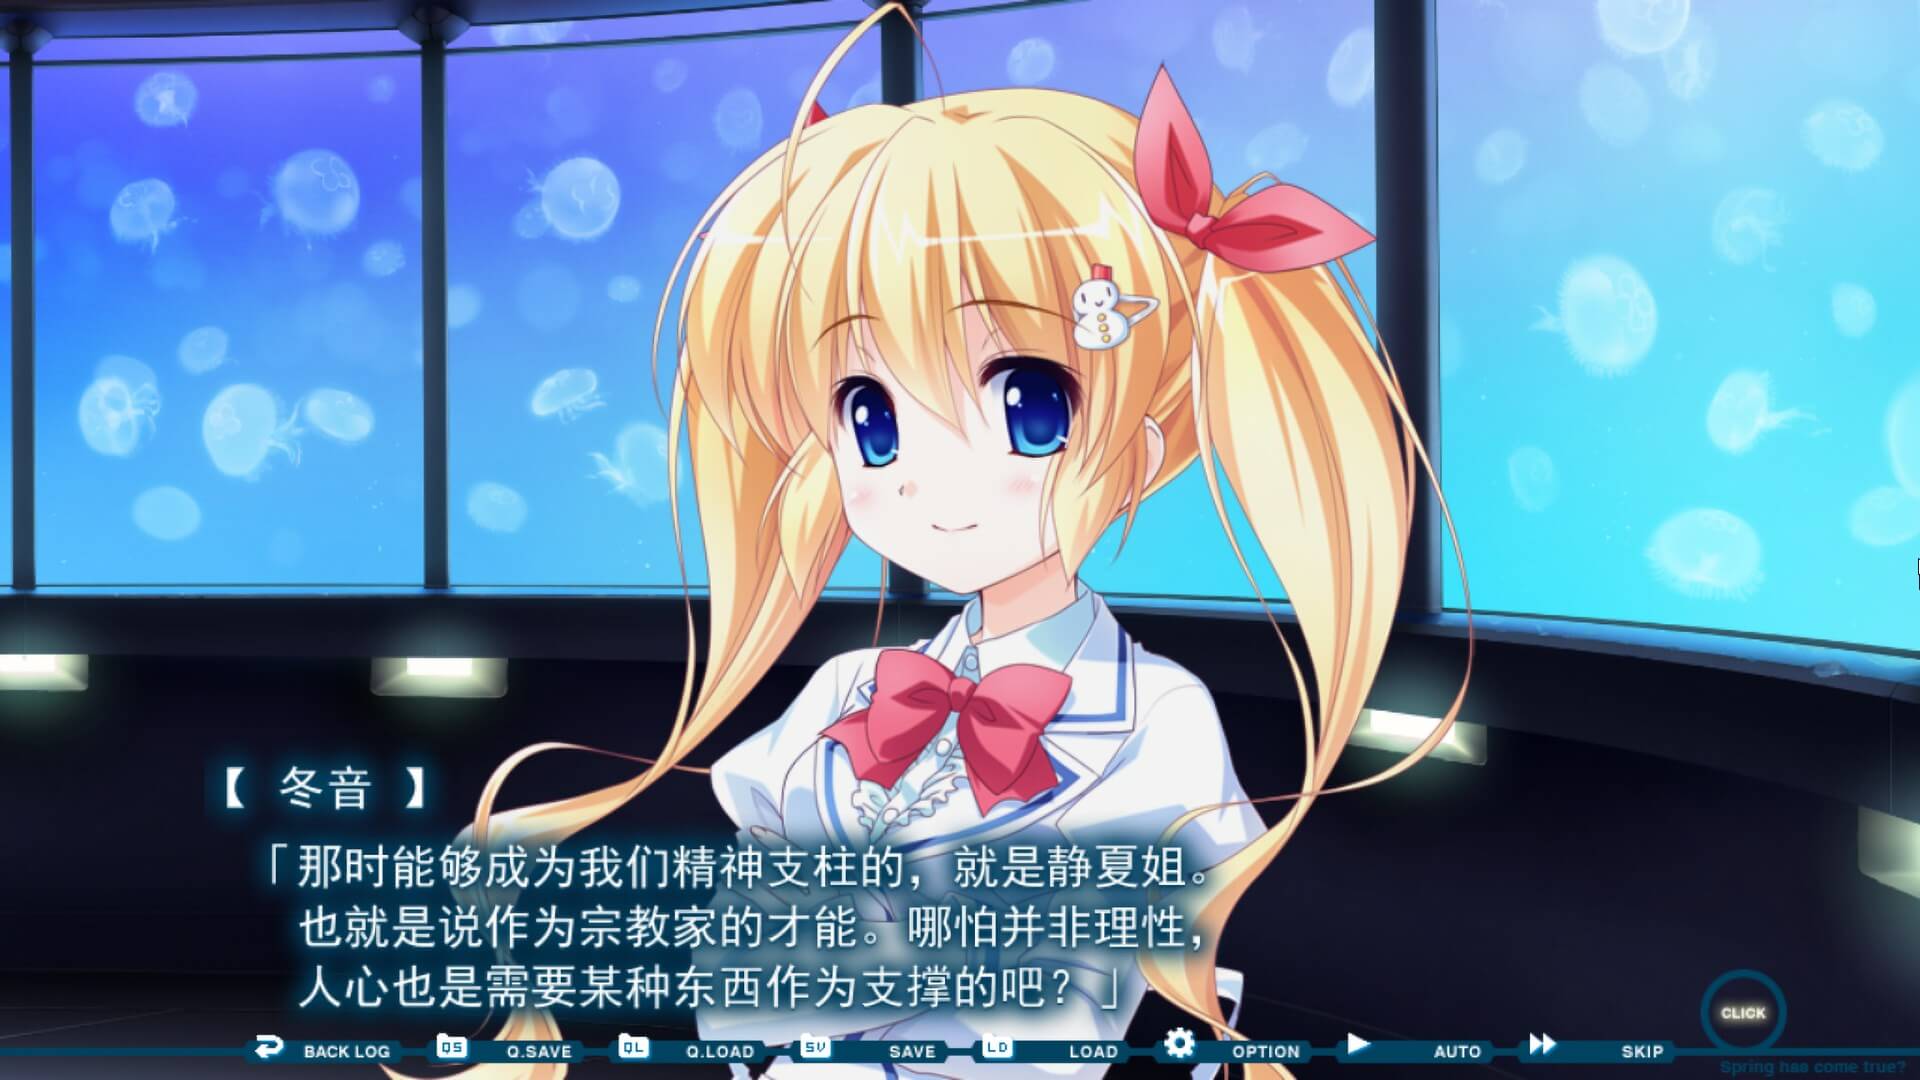 【 冬音 】
「那时能够成为我们精神支柱的，就是静夏姐。
也就是说作为宗教家的才能。哪怕并非理性，
人心也是需要某种东西作为支撑的吧？」
CLICK
BACK LOG QS Q.SAVE QL Q.LOAD SV SAVE LD LOAD OPTION AUTO SKIP
Spring has come true?